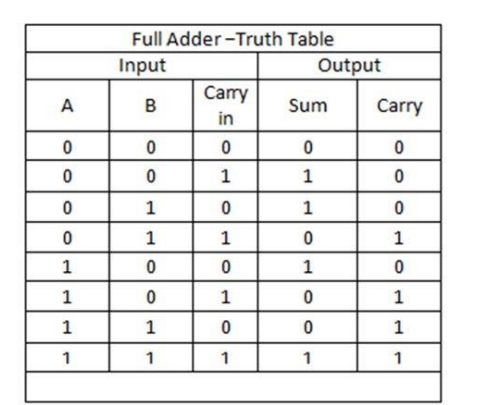 Full Adder –Truth Table
Input Output
A B Carry in Sum Carry
0 0 0 0 0
0 0 1 1 0
0 1 0 1 0
0 1 1 0 1
1 0 0 1 0
1 0 1 0 1
1 1 0 0 1
1 1 1 1 1